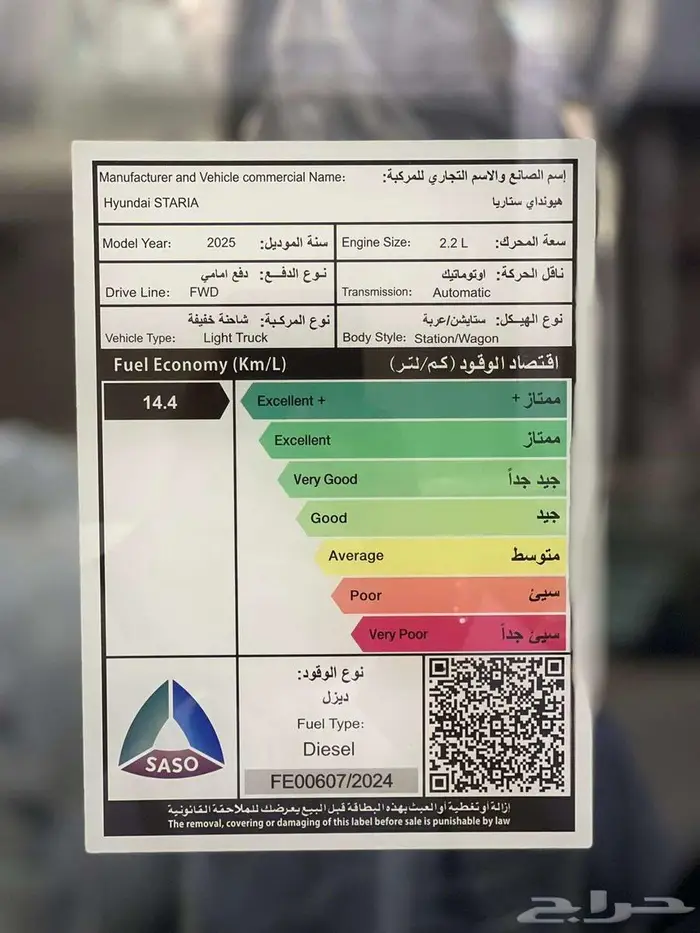 Manufacturer and Vehicle commercial Name: إسم الصانع والاسم التجاري للمركبة:
Hyundai STARIA هيونداي ستاريا
Model Year: 2025 سنة الموديل:
Engine Size: 2.2 L سعة المحرك:
نوع الدفع: دفع امامي
Drive Line: FWD
ناقل الحركة: اوتوماتيك
Transmission: Automatic
نوع المركبة: شاحنة خفيفة
Vehicle Type: Light Truck
نوع الهيكل: ستايشن/عربة
Body Style: Station/Wagon
Fuel Economy (Km/L) اقتصاد الوقود (كم/لتر)
14.4
Excellent + ممتاز +
Excellent ممتاز
Very Good جيد جداً
Good جيد
Average متوسط
Poor سيئ
Very Poor سيئ جداً
SASO
نوع الوقود:
ديزل
Fuel Type:
Diesel
FE00607/2024
إزالة أو تغطية أو العبث بهذه البطاقة قبل البيع يعرضك للملاحقة القانونية
The removal, covering or damaging of this label before sale is punishable by law
حراج